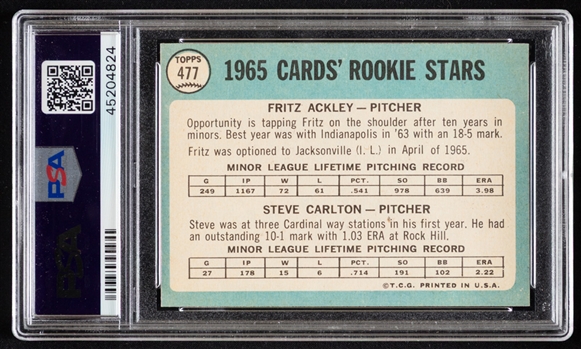 45204824
PSA
PSA
TOPPS
477
1965 CARDS' ROOKIE STARS
FRITZ ACKLEY — PITCHER
Opportunity is tapping Fritz on the shoulder after ten years in
minors. Best year was with Indianapolis in '63 with an 18-5 mark.
Fritz was optioned to Jacksonville (I. L.) in April of 1965.
MINOR LEAGUE LIFETIME PITCHING RECORD
G IP W L PCT. SO BB ERA
249 1167 72 61 .541 978 639 3.98
STEVE CARLTON — PITCHER
Steve was at three Cardinal way stations in his first year. He had
an outstanding 10-1 mark with 1.03 ERA at Rock Hill.
MINOR LEAGUE LIFETIME PITCHING RECORD
G IP W L PCT. SO BB ERA
27 178 15 6 .714 191 102 2.22
©T.C.G. PRINTED IN U.S.A.